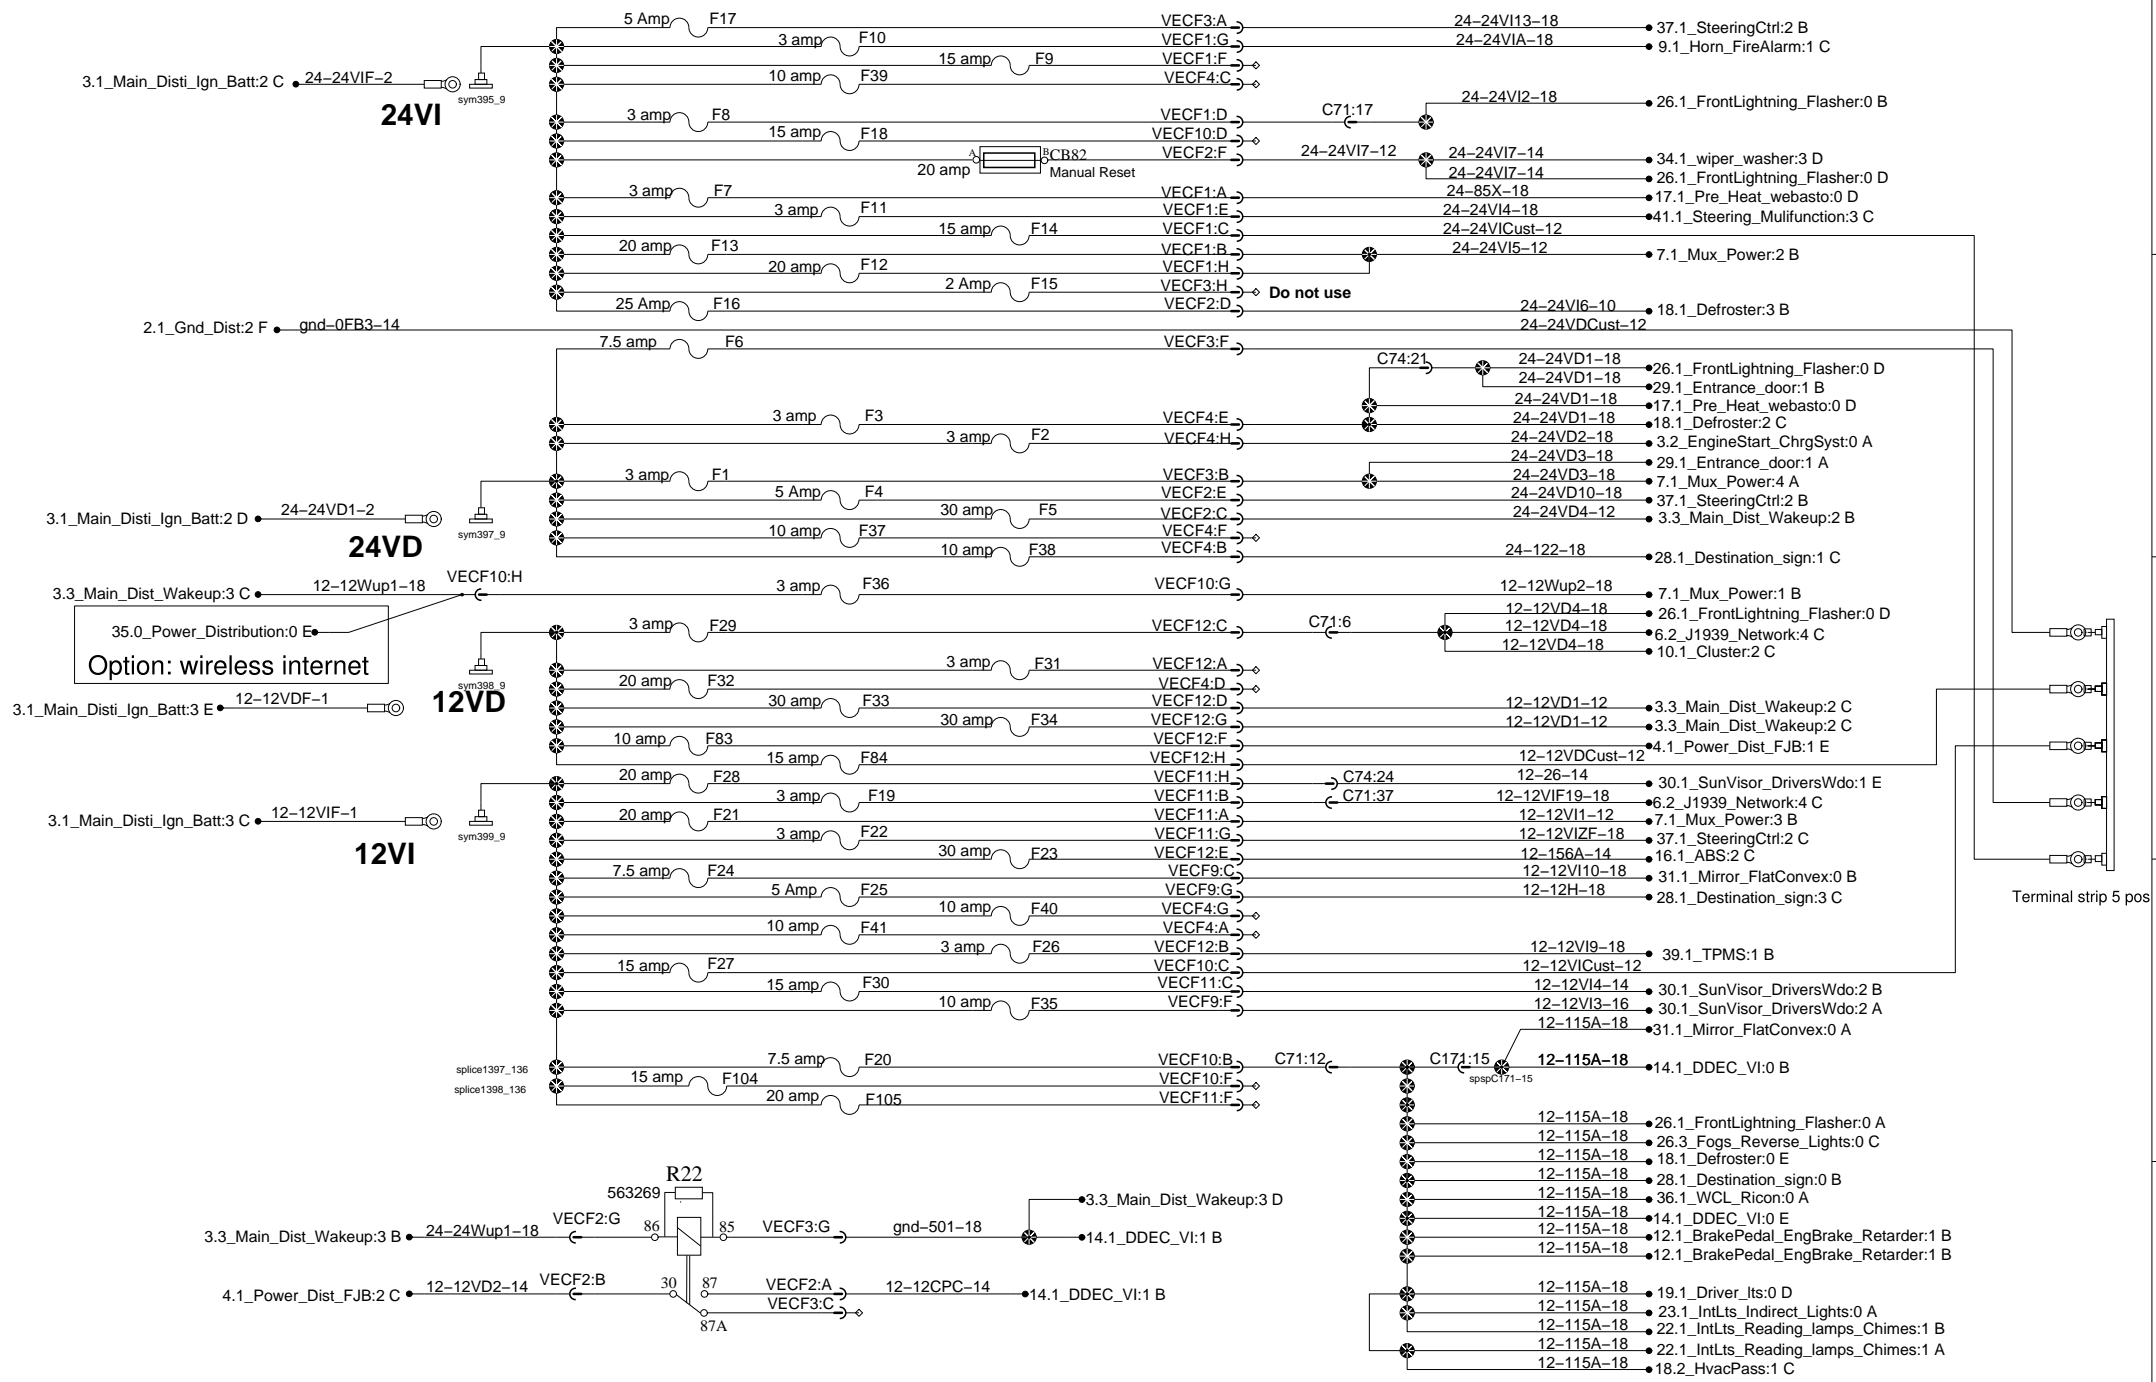 5 Amp F17 VECF3:A 24-24VI13-18 37.1_SteeringCtrl:2 B
3 amp F10 VECF1:G 24-24VIA-18 9.1_Horn_FireAlarm:1 C
15 amp F9 VECF1:F
3.1_Main_Disti_Ign_Batt:2 C 24-24VIF-2 10 amp F39 VECF4:C
sym395_9
24VI
24-24VI2-18 26.1_FrontLightning_Flasher:0 B
3 amp F8 VECF1:D C71:17
15 amp F18 VECF10:D
20 amp A B CB82 VECF2:F 24-24VI7-12 24-24VI7-14 34.1_wiper_washer:3 D
Manual Reset
24-24VI7-14 26.1_FrontLightning_Flasher:0 D
3 amp F7 VECF1:A 24-85X-18 17.1_Pre_Heat_webasto:0 D
3 amp F11 VECF1:E 24-24VI4-18 41.1_Steering_Mulifunction:3 C
15 amp F14 VECF1:C 24-24VICust-12
20 amp F13 VECF1:B 24-24VI5-12 7.1_Mux_Power:2 B
20 amp F12 VECF1:H
2 Amp F15 VECF3:H Do not use
25 Amp F16 VECF2:D 24-24VI6-10 18.1_Defroster:3 B
2.1_Gnd_Dist:2 F gnd-0FB3-14 24-24VDCust-12
7.5 amp F6 VECF3:F
C74:21 24-24VD1-18 26.1_FrontLightning_Flasher:0 D
24-24VD1-18 29.1_Entrance_door:1 B
24-24VD1-18 17.1_Pre_Heat_webasto:0 D
3 amp F3 VECF4:E 24-24VD1-18 18.1_Defroster:2 C
3 amp F2 VECF4:H 24-24VD2-18 3.2_EngineStart_ChrgSyst:0 A
24-24VD3-18 29.1_Entrance_door:1 A
3 amp F1 VECF3:B 24-24VD3-18 7.1_Mux_Power:4 A
5 Amp F4 VECF2:E 24-24VD10-18 37.1_SteeringCtrl:2 B
3.1_Main_Disti_Ign_Batt:2 D 24-24VD1-2 30 amp F5 VECF2:C 24-24VD4-12 3.3_Main_Dist_Wakeup:2 B
sym397_9
24VD
10 amp F37 VECF4:F
10 amp F38 VECF4:B 24-122-18 28.1_Destination_sign:1 C
3.3_Main_Dist_Wakeup:3 C 12-12Wup1-18 VECF10:H 3 amp F36 VECF10:G 12-12Wup2-18 7.1_Mux_Power:1 B
12-12VD4-18 26.1_FrontLightning_Flasher:0 D
35.0_Power_Distribution:0 E 3 amp F29 VECF12:C C71:6 12-12VD4-18 6.2_J1939_Network:4 C
12-12VD4-18 10.1_Cluster:2 C
Option: wireless internet
3 amp F31 VECF12:A
sym398_9
20 amp F32 VECF4:D
12VD
3.1_Main_Disti_Ign_Batt:3 E 12-12VDF-1 30 amp F33 VECF12:D 12-12VD1-12 3.3_Main_Dist_Wakeup:2 C
30 amp F34 VECF12:G 12-12VD1-12 3.3_Main_Dist_Wakeup:2 C
10 amp F83 VECF12:F 4.1_Power_Dist_FJB:1 E
15 amp F84 VECF12:H 12-12VDCust-12
20 amp F28 VECF11:H C74:24 12-26-14 30.1_SunVisor_DriversWdo:1 E
3 amp F19 VECF11:B C71:37 12-12VIF19-18 6.2_J1939_Network:4 C
3.1_Main_Disti_Ign_Batt:3 C 12-12VIF-1 20 amp F21 VECF11:A 12-12VI1-12 7.1_Mux_Power:3 B
sym399_9
3 amp F22 VECF11:G 12-12VIZF-18 37.1_SteeringCtrl:2 C
12VI
30 amp F23 VECF12:E 12-156A-14 16.1_ABS:2 C
7.5 amp F24 VECF9:C 12-12VI10-18 31.1_Mirror_FlatConvex:0 B
5 Amp F25 VECF9:G 12-12H-18 28.1_Destination_sign:3 C
Terminal strip 5 pos
10 amp F40 VECF4:G
10 amp F41 VECF4:A
3 amp F26 VECF12:B 12-12VI9-18 39.1_TPMS:1 B
15 amp F27 VECF10:C 12-12VICust-12
15 amp F30 VECF11:C 12-12VI4-14 30.1_SunVisor_DriversWdo:2 B
10 amp F35 VECF9:F 12-12VI3-16 30.1_SunVisor_DriversWdo:2 A
12-115A-18 31.1_Mirror_FlatConvex:0 A
splice1397_136 7.5 amp F20 VECF10:B C71:12 C171:15 12-115A-18 14.1_DDEC_VI:0 B
spspC171-15
splice1398_136 15 amp F104 VECF10:F
20 amp F105 VECF11:F
12-115A-18 26.1_FrontLightning_Flasher:0 A
12-115A-18 26.3_Fogs_Reverse_Lights:0 C
12-115A-18 18.1_Defroster:0 E
R22
12-115A-18 28.1_Destination_sign:0 B
563269 3.3_Main_Dist_Wakeup:3 D 12-115A-18 36.1_WCL_Ricon:0 A
12-115A-18 14.1_DDEC_VI:0 E
3.3_Main_Dist_Wakeup:3 B 24-24Wup1-18 VECF2:G 86 85 VECF3:G gnd-501-18 14.1_DDEC_VI:1 B 12-115A-18 12.1_BrakePedal_EngBrake_Retarder:1 B
12-115A-18 12.1_BrakePedal_EngBrake_Retarder:1 B
4.1_Power_Dist_FJB:2 C 12-12VD2-14 VECF2:B 30 87 VECF2:A 12-12CPC-14 14.1_DDEC_VI:1 B 12-115A-18 19.1_Driver_lts:0 D
VECF3:C 12-115A-18 23.1_IntLts_Indirect_Lights:0 A
87A
12-115A-18 22.1_IntLts_Reading_lamps_Chimes:1 B
12-115A-18 22.1_IntLts_Reading_lamps_Chimes:1 A
12-115A-18 18.2_HvacPass:1 C